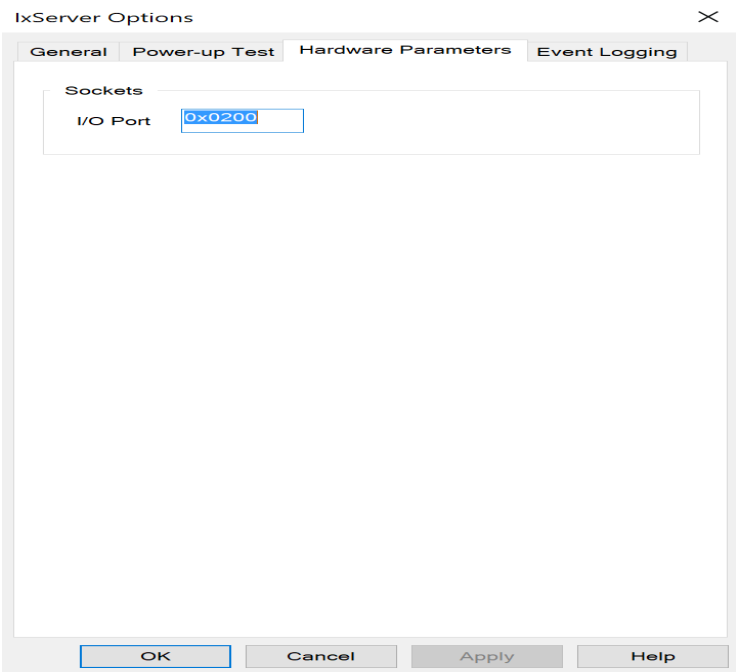 IxServer Options
General Power-up Test Hardware Parameters Event Logging
Sockets
I/O Port 0x0200
OK Cancel Apply Help